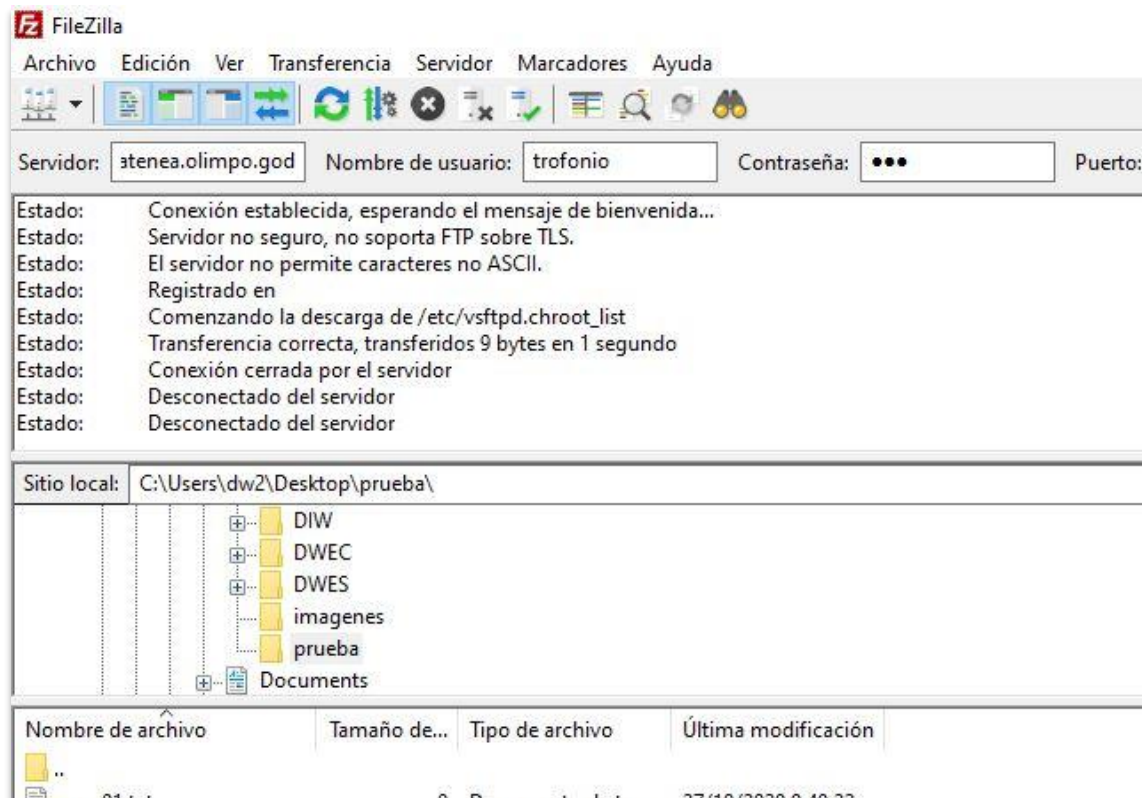 FileZilla
Archivo Edición Ver Transferencia Servidor Marcadores Ayuda
Servidor: atenea.olimpo.god Nombre de usuario: trofonio Contraseña: ●●● Puerto:
Estado: Conexión establecida, esperando el mensaje de bienvenida...
Estado: Servidor no seguro, no soporta FTP sobre TLS.
Estado: El servidor no permite caracteres no ASCII.
Estado: Registrado en
Estado: Comenzando la descarga de /etc/vsftpd.chroot_list
Estado: Transferencia correcta, transferidos 9 bytes en 1 segundo
Estado: Conexión cerrada por el servidor
Estado: Desconectado del servidor
Estado: Desconectado del servidor
Sitio local: C:\Users\dw2\Desktop\prueba\
DIW
DWEC
DWES
imagenes
prueba
Documents
Nombre de archivo Tamaño de... Tipo de archivo Última modificación
..